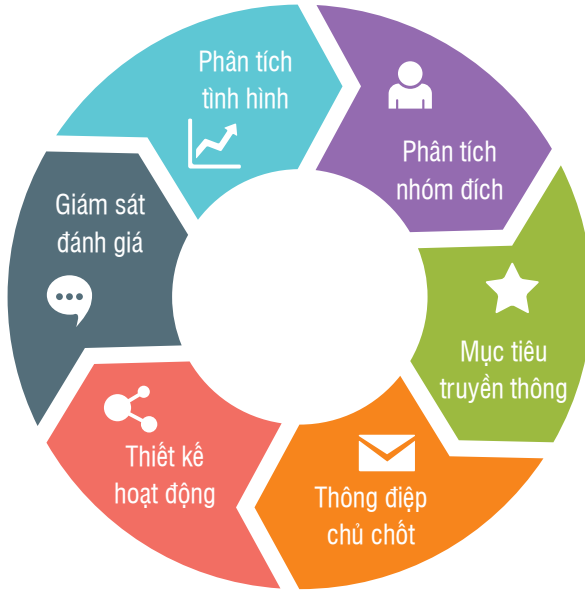 Phân tích
tình hình
Phân tích
nhóm đích
Mục tiêu
truyền thông
Thông điệp
chủ chốt
Thiết kế
hoạt động
Giám sát
đánh giá